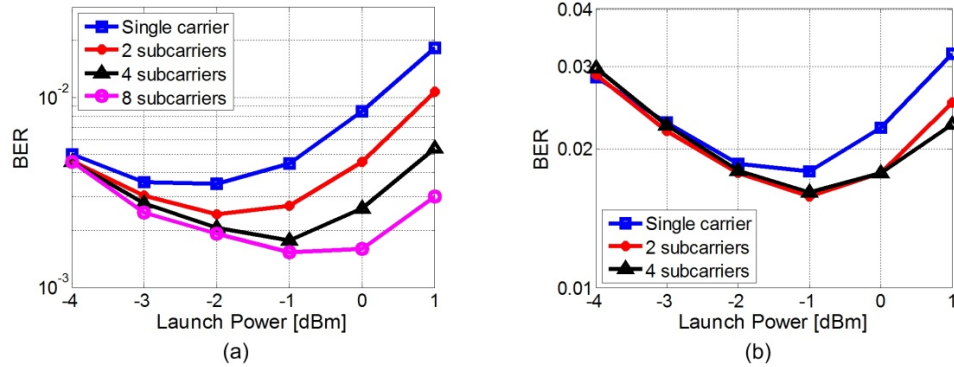 Single carrier
2 subcarriers
4 subcarriers
8 subcarriers
10^-2
10^-3
BER
-4 -3 -2 -1 0 1
Launch Power [dBm]
(a)
0.04
0.03
0.02
0.01
BER
Single carrier
2 subcarriers
4 subcarriers
-4 -3 -2 -1 0 1
Launch Power [dBm]
(b)